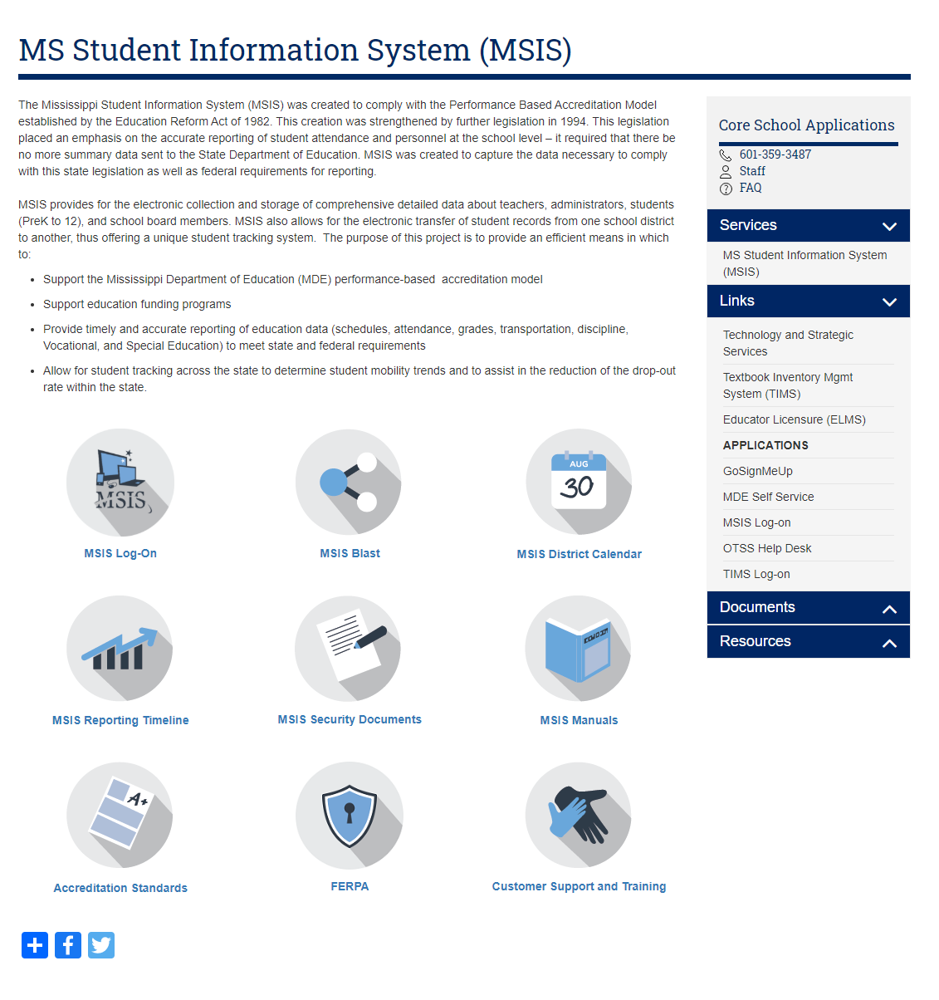 MS Student Information System (MSIS)
The Mississippi Student Information System (MSIS) was created to comply with the Performance Based Accreditation Model
established by the Education Reform Act of 1982. This creation was strengthened by further legislation in 1994. This legislation
placed an emphasis on the accurate reporting of student attendance and personnel at the school level – it required that there be
no more summary data sent to the State Department of Education. MSIS was created to capture the data necessary to comply
with this state legislation as well as federal requirements for reporting.
MSIS provides for the electronic collection and storage of comprehensive detailed data about teachers, administrators, students
(PreK to 12), and school board members. MSIS also allows for the electronic transfer of student records from one school district
to another, thus offering a unique student tracking system.  The purpose of this project is to provide an efficient means in which
to:
• Support the Mississippi Department of Education (MDE) performance-based  accreditation model
• Support education funding programs
• Provide timely and accurate reporting of education data (schedules, attendance, grades, transportation, discipline,
Vocational, and Special Education) to meet state and federal requirements
• Allow for student tracking across the state to determine student mobility trends and to assist in the reduction of the drop-out
rate within the state.
MSIS
AUG
30
MSIS Log-On
MSIS Blast
MSIS District Calendar
MSIS Reporting Timeline
MSIS Security Documents
MSIS Manuals
A+
Accreditation Standards
FERPA
Customer Support and Training
Core School Applications
601-359-3487
Staff
FAQ
Services
MS Student Information System
(MSIS)
Links
Technology and Strategic
Services
Textbook Inventory Mgmt
System (TIMS)
Educator Licensure (ELMS)
APPLICATIONS
GoSignMeUp
MDE Self Service
MSIS Log-on
OTSS Help Desk
TIMS Log-on
Documents
Resources